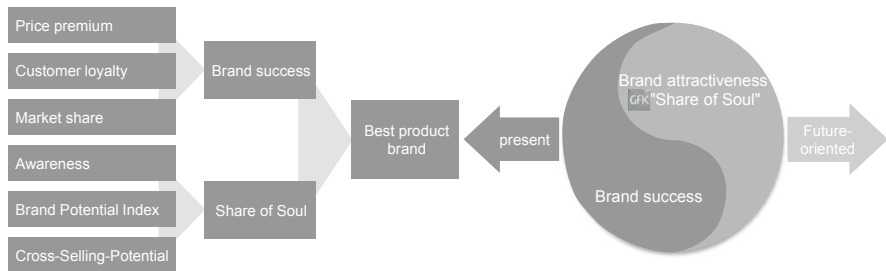 Price premium
Customer loyalty
Market share
Awareness
Brand Potential Index
Cross-Selling-Potential
Brand success
Share of Soul
Best product
brand
present
Brand attractiveness
GfK "Share of Soul"
Brand success
Future-
oriented